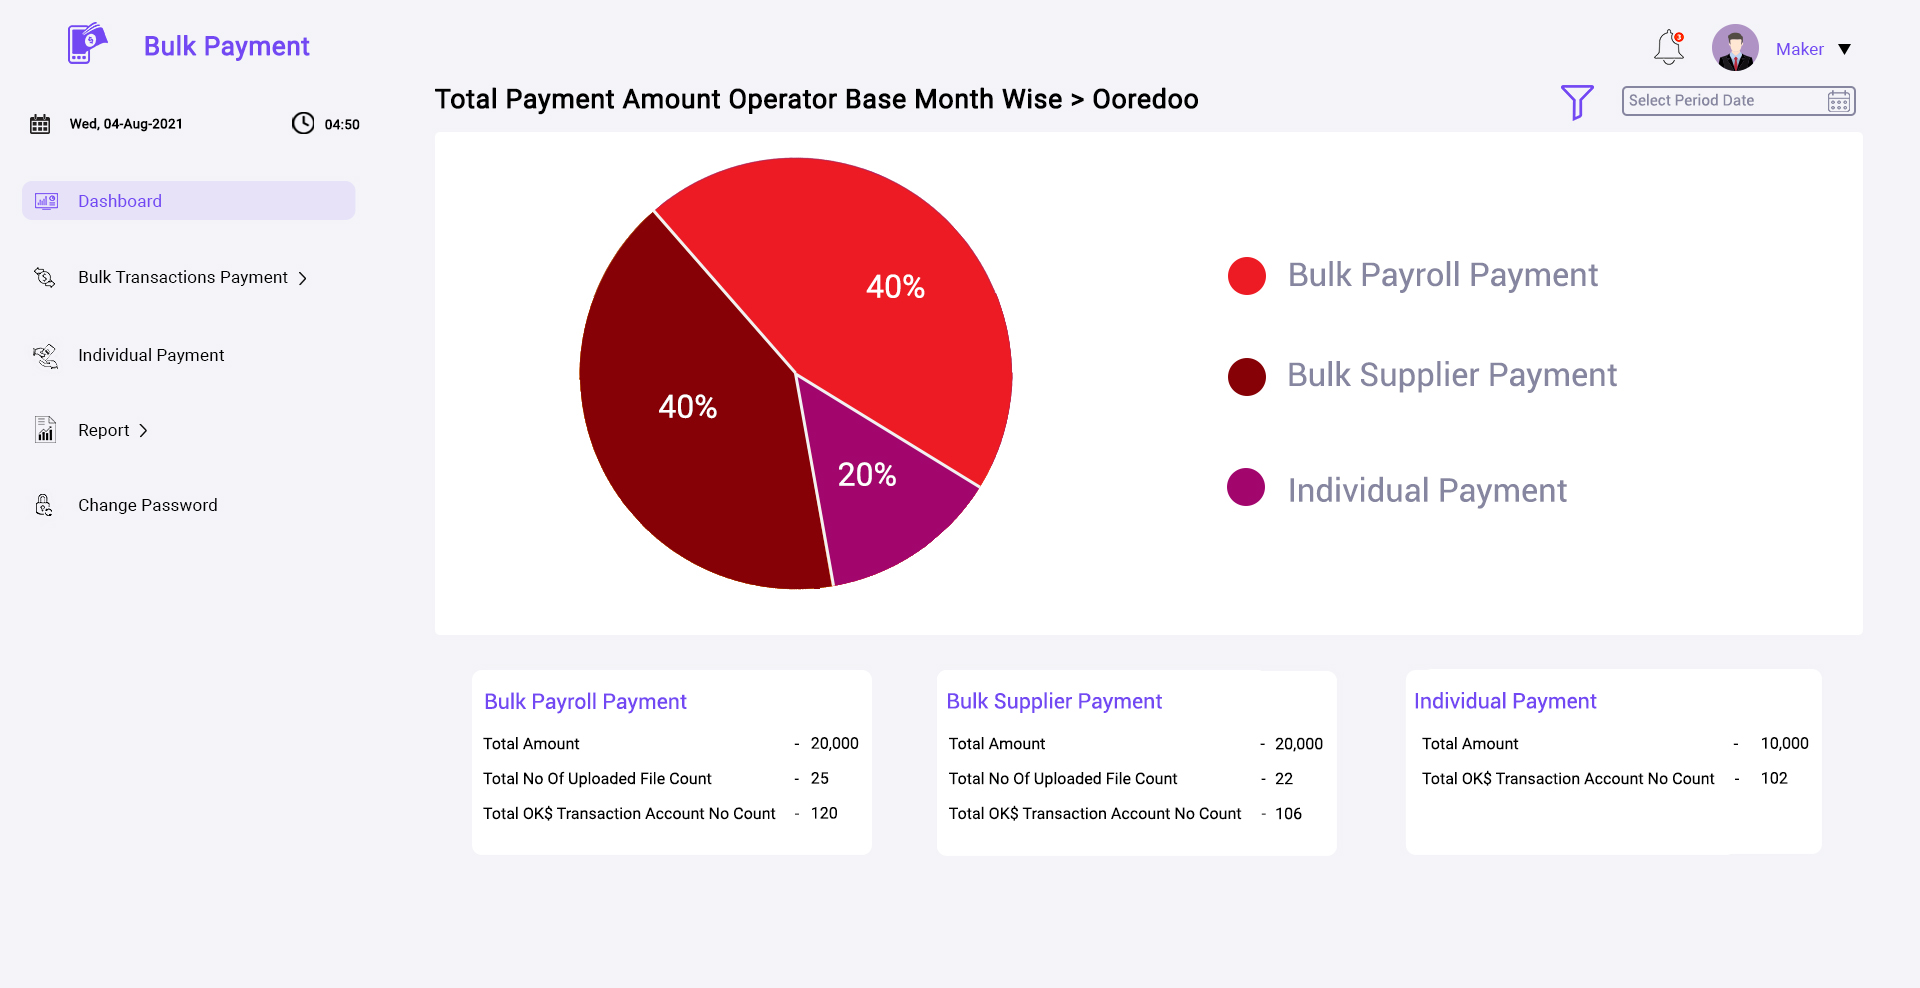 Bulk Payment
3
Maker
Total Payment Amount Operator Base Month Wise > Ooredoo
Select Period Date
Wed, 04-Aug-2021
04:50
Dashboard
Bulk Transactions Payment >
Individual Payment
Report >
Change Password
40%
40%
20%
Bulk Payroll Payment
Bulk Supplier Payment
Individual Payment
Bulk Payroll Payment
Total Amount - 20,000
Total No Of Uploaded File Count - 25
Total OK$ Transaction Account No Count - 120
Bulk Supplier Payment
Total Amount - 20,000
Total No Of Uploaded File Count - 22
Total OK$ Transaction Account No Count - 106
Individual Payment
Total Amount - 10,000
Total OK$ Transaction Account No Count - 102